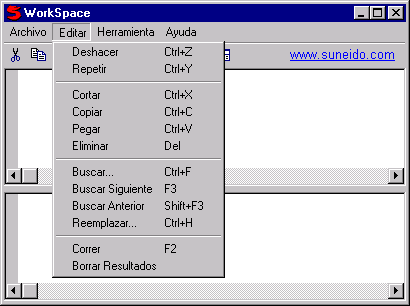 WorkSpace
Archivo Editar Herramienta Ayuda
www.suneido.com
Deshacer Ctrl+Z
Repetir Ctrl+Y
Cortar Ctrl+X
Copiar Ctrl+C
Pegar Ctrl+V
Eliminar Del
Buscar... Ctrl+F
Buscar Siguiente F3
Buscar Anterior Shift+F3
Reemplazar... Ctrl+H
Correr F2
Borrar Resultados